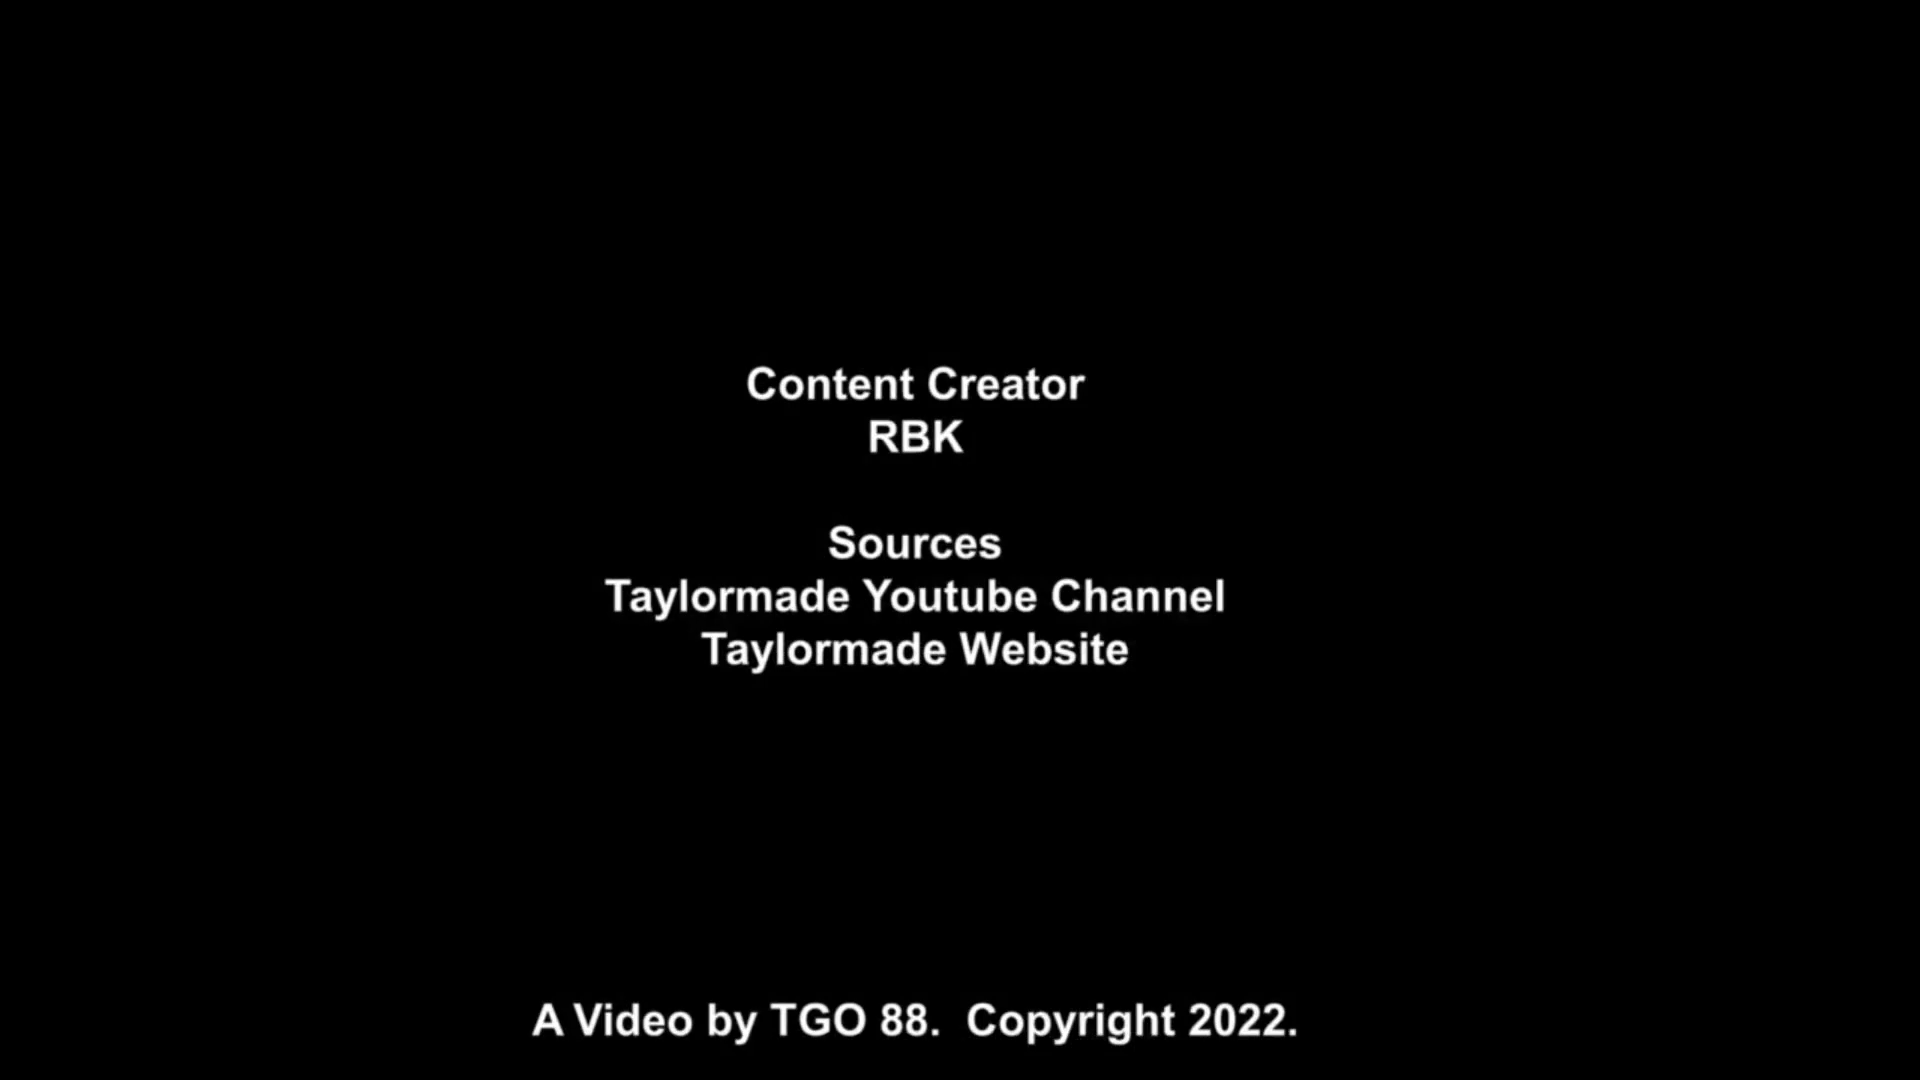 Content Creator
RBK
Sources
Taylormade Youtube Channel
Taylormade Website
A Video by TGO 88.  Copyright 2022.